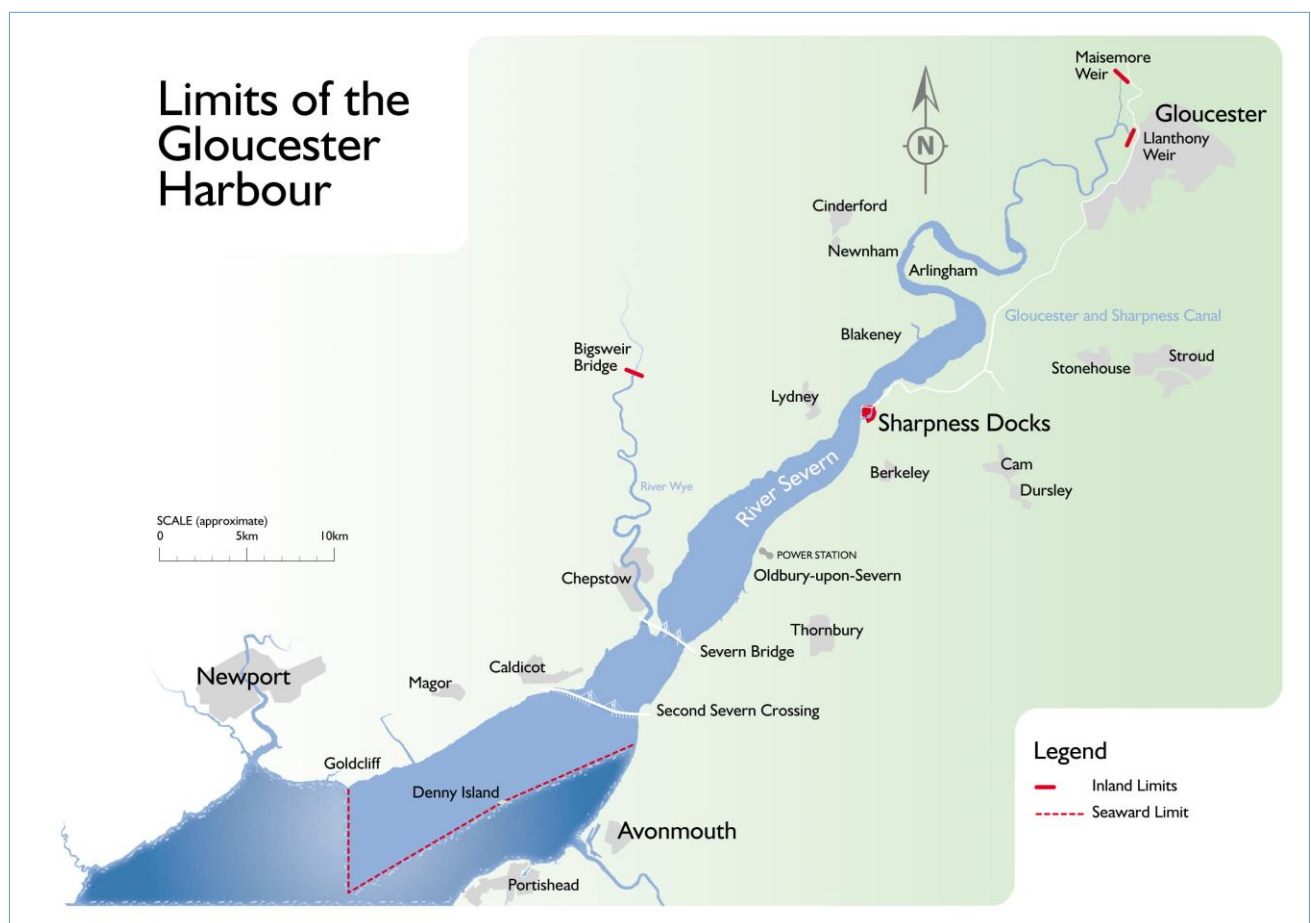 Limits of the
Gloucester
Harbour
N
Maisemore
Weir
Gloucester
Llanthony
Weir
Cinderford
Newnham
Arlingham
Gloucester and Sharpness Canal
Blakeney
Bigsweir
Bridge
Stonehouse
Stroud
Lydney
Sharpness Docks
Berkeley
Cam
Dursley
River Severn
River Wye
SCALE (approximate)
0 5km 10km
POWER STATION
Oldbury-upon-Severn
Chepstow
Thornbury
Severn Bridge
Newport
Magor
Caldicot
Second Severn Crossing
Goldcliff
Denny Island
Avonmouth
Portishead
Legend
Inland Limits
Seaward Limit